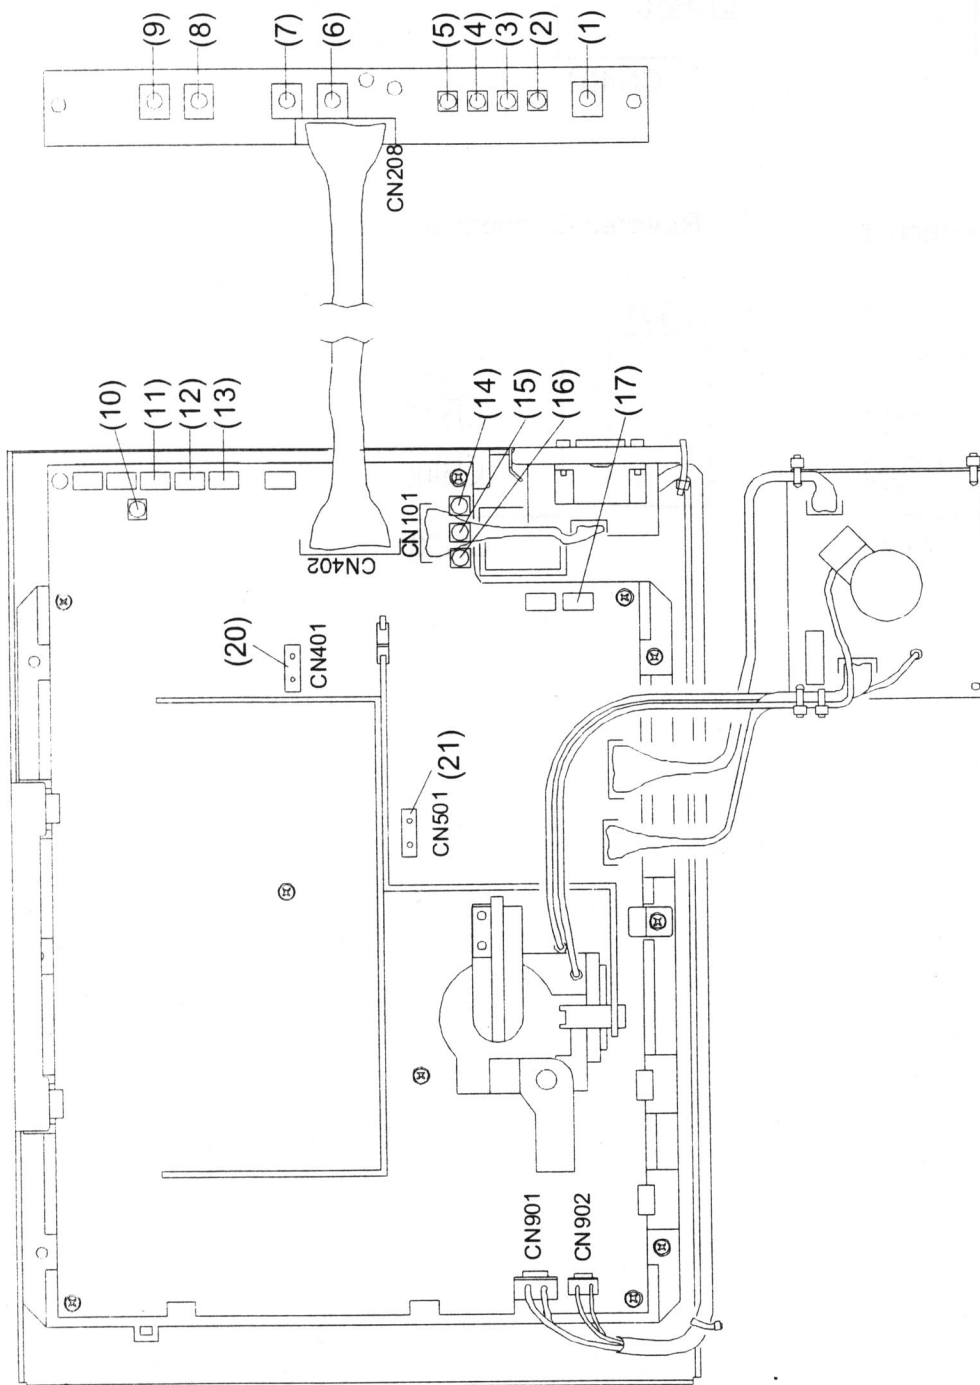 (9)
(8)
(7)
(6)
(5)
(4)
(3)
(2)
(1)
CN208
(10)
(11)
(12)
(13)
(14)
(15)
(16)
(17)
CN402
CN101
(20)
CN401
(21)
CN501
CN901
CN902